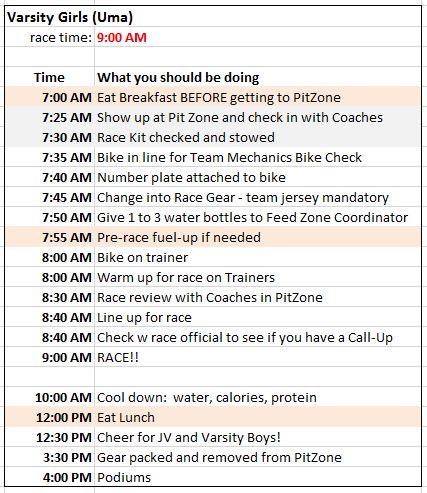 Varsity Girls (Uma)
race time: 9:00 AM
Time What you should be doing
7:00 AM Eat Breakfast BEFORE getting to PitZone
7:25 AM Show up at Pit Zone and check in with Coaches
7:30 AM Race Kit checked and stowed
7:35 AM Bike in line for Team Mechanics Bike Check
7:40 AM Number plate attached to bike
7:45 AM Change into Race Gear - team jersey mandatory
7:50 AM Give 1 to 3 water bottles to Feed Zone Coordinator
7:55 AM Pre-race fuel-up if needed
8:00 AM Bike on trainer
8:00 AM Warm up for race on Trainers
8:30 AM Race review with Coaches in PitZone
8:40 AM Line up for race
8:40 AM Check w race official to see if you have a Call-Up
9:00 AM RACE!!
10:00 AM Cool down: water, calories, protein
12:00 PM Eat Lunch
12:30 PM Cheer for JV and Varsity Boys!
3:30 PM Gear packed and removed from PitZone
4:00 PM Podiums